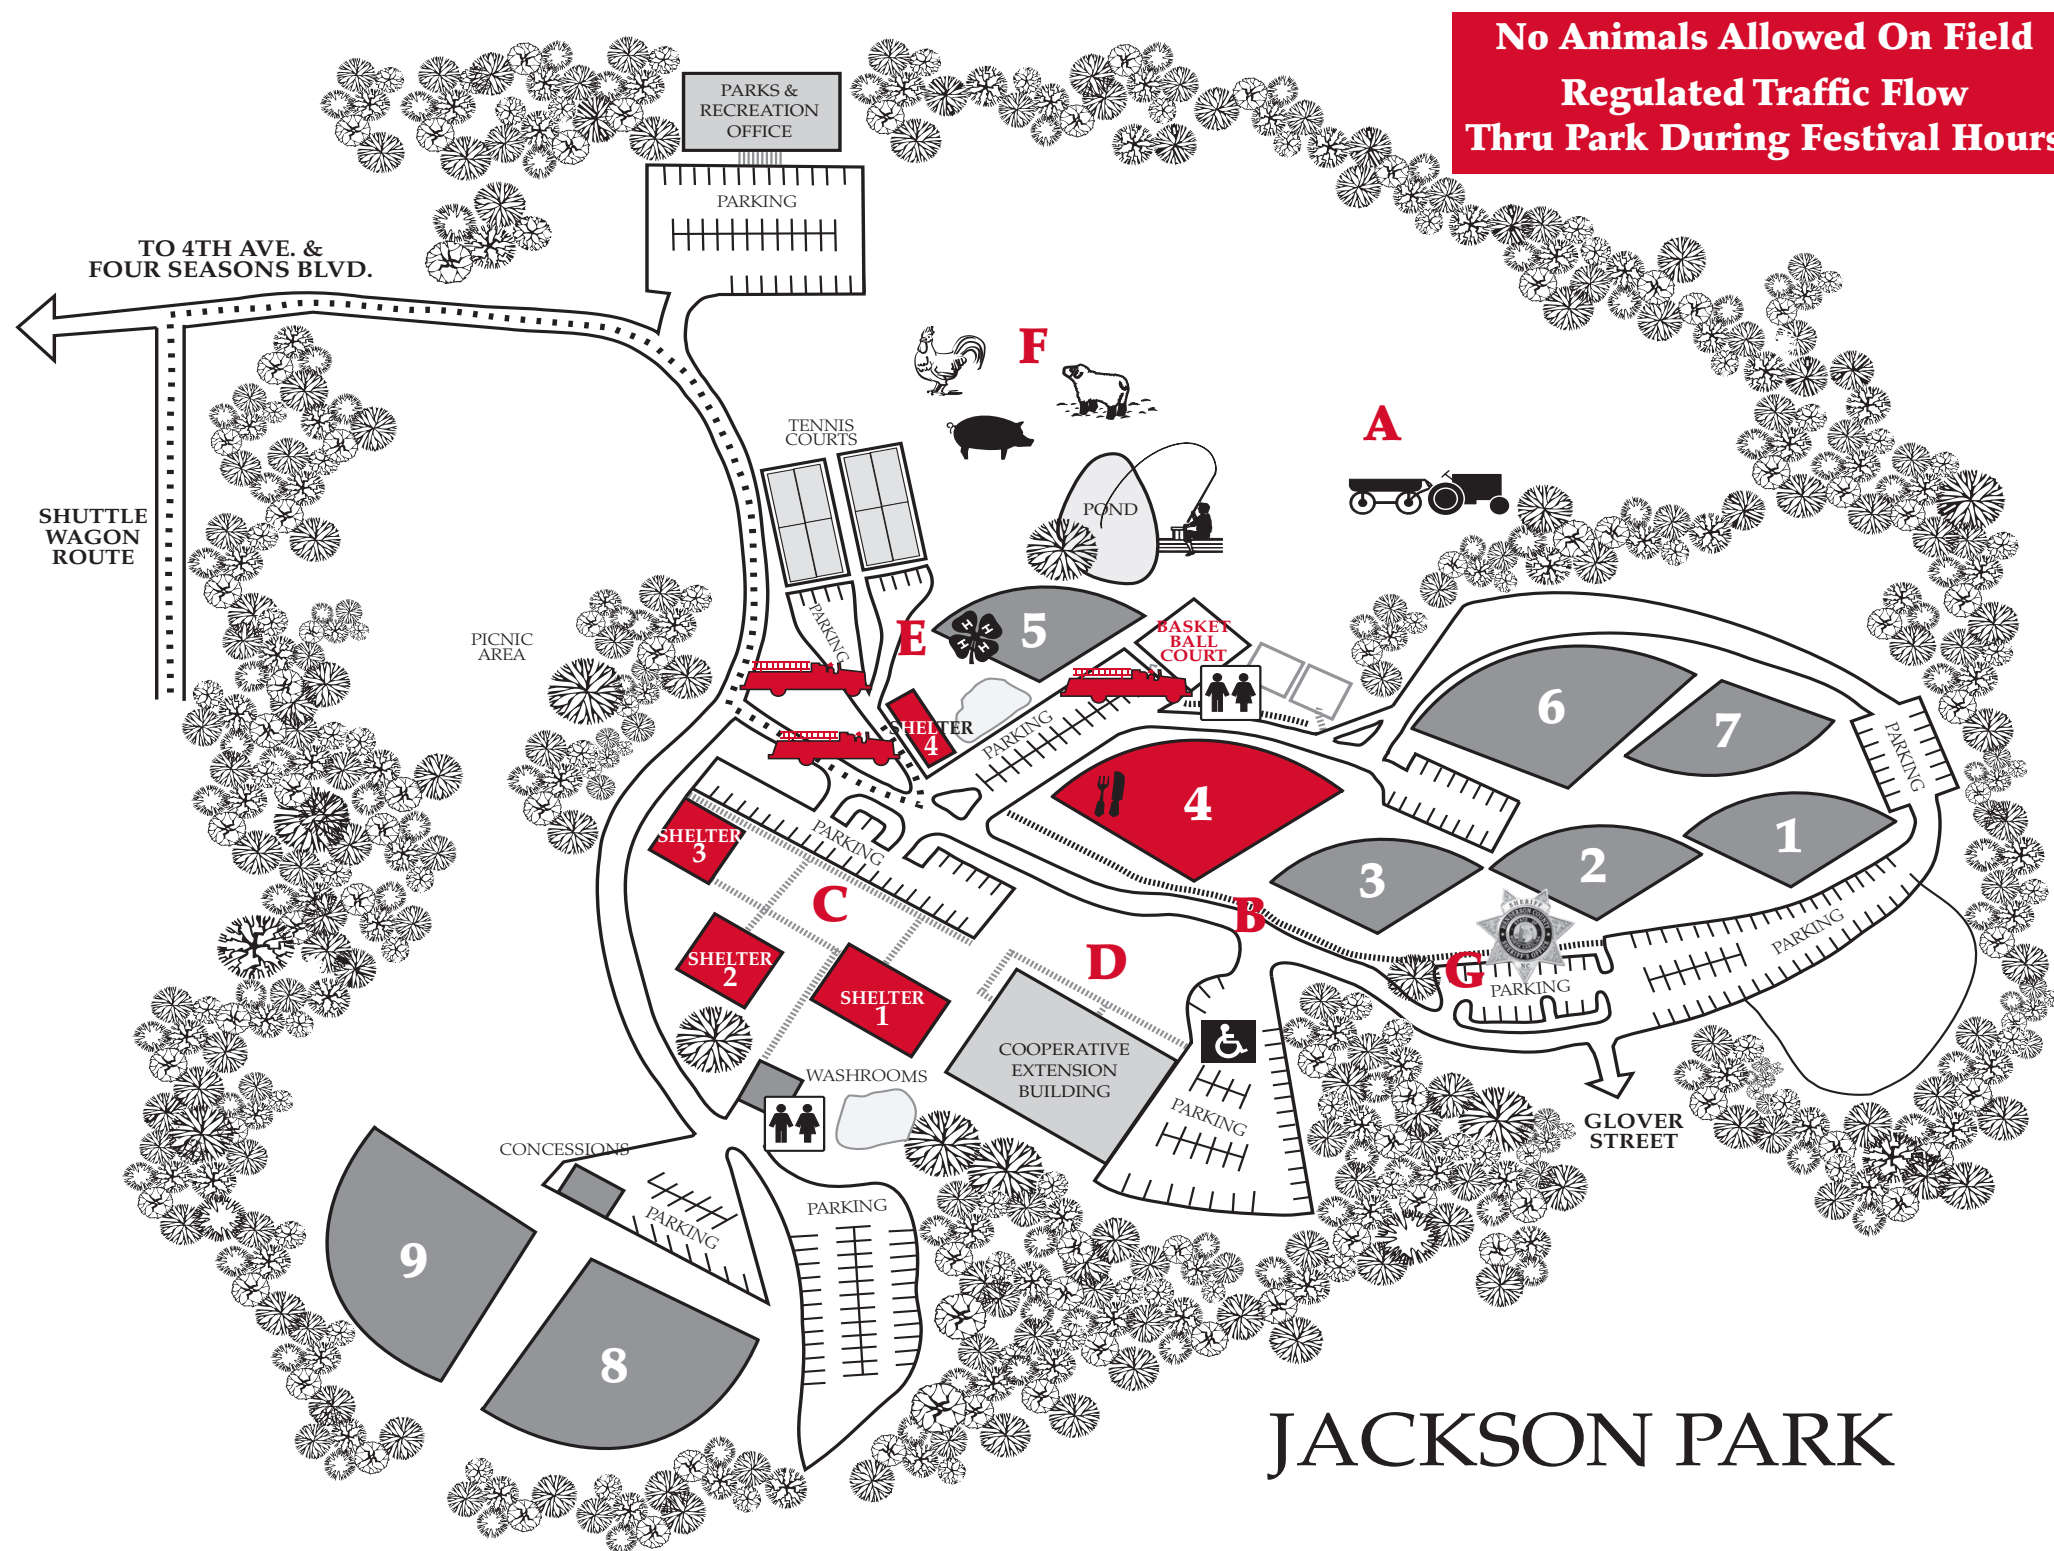 No Animals Allowed On Field
Regulated Traffic Flow
Thru Park During Festival Hours
PARKS &
RECREATION
OFFICE
PARKING
TO 4TH AVE. &
FOUR SEASONS BLVD.
F
A
TENNIS
COURTS
POND
SHUTTLE
WAGON
ROUTE
PICNIC
AREA
PARKING
E
H H
H H
5
BASKET
BALL
COURT
SHELTER
4
PARKING
6
7
PARKING
4
SHELTER
3
PARKING
3
2
1
C
B
D
SHERIFF
G
PARKING
PARKING
SHELTER
2
SHELTER
1
COOPERATIVE
EXTENSION
BUILDING
WASHROOMS
PARKING
GLOVER
STREET
CONCESSIONS
PARKING
PARKING
9
8
JACKSON PARK